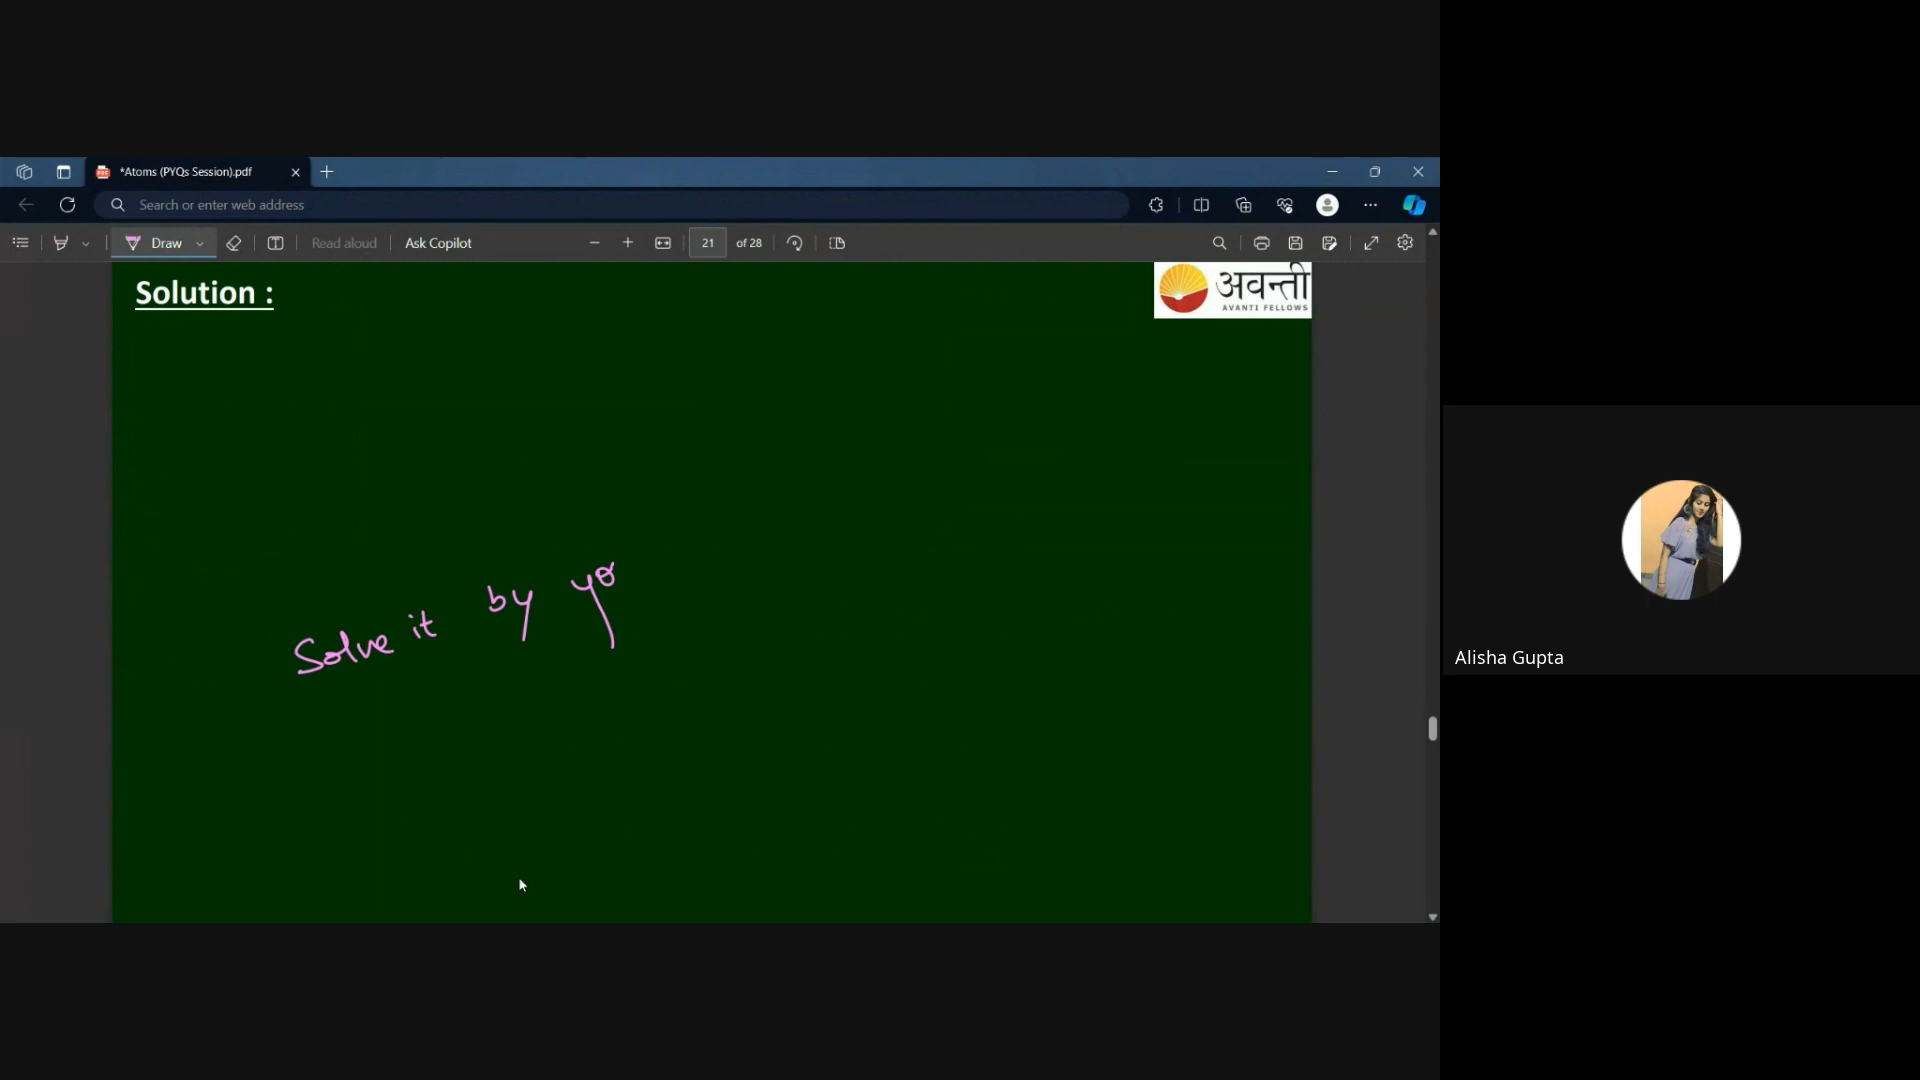 *Atoms (PYQs Session).pdf
Search or enter web address
Draw
Read aloud
Ask Copilot
21
of 28
Solution :
अवन्ती
AVANTI FELLOWS
Solve it by yo
Alisha Gupta